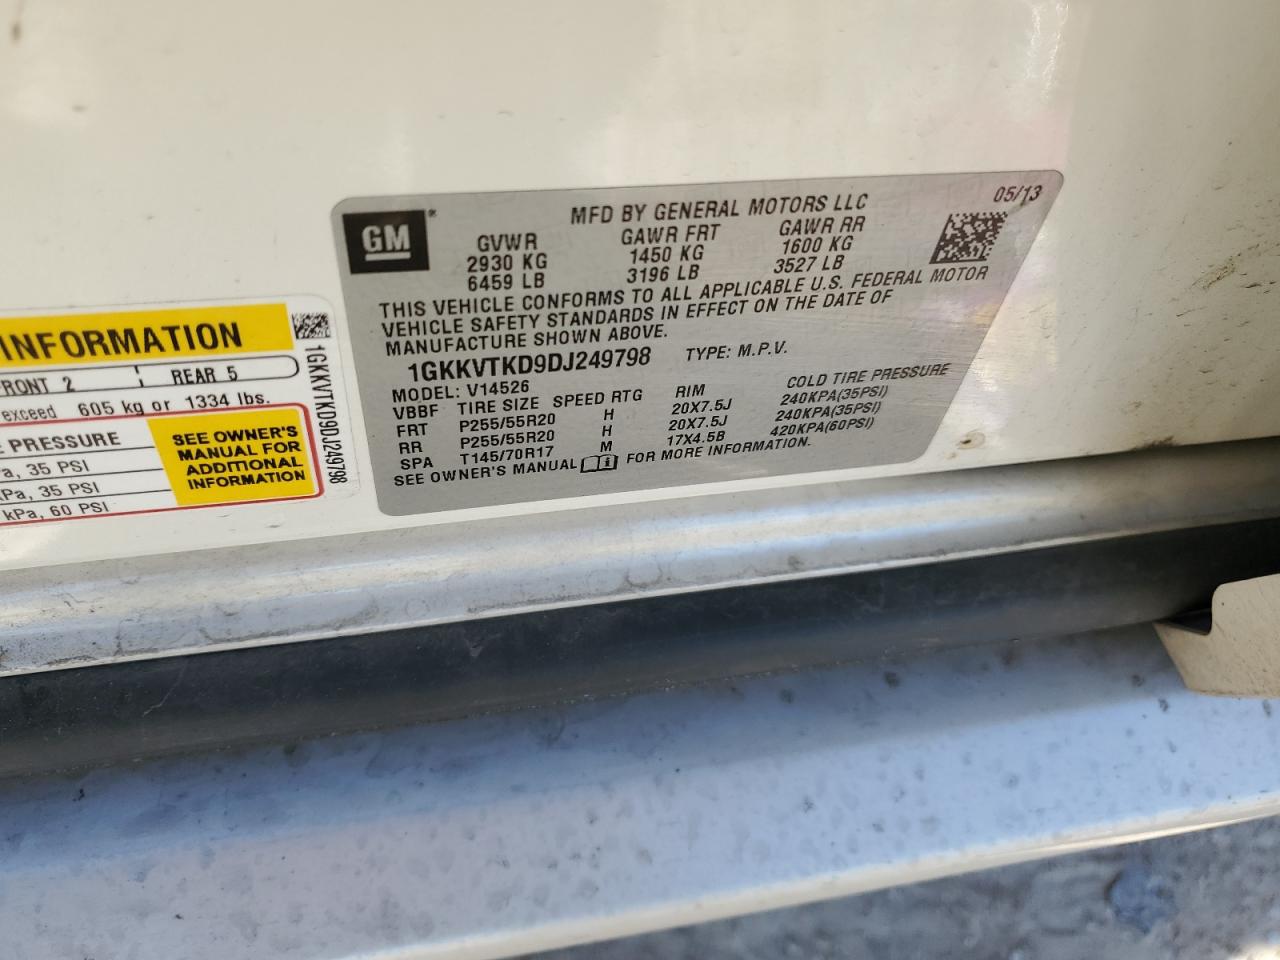 05/13
GM®
MFD BY GENERAL MOTORS LLC
GVWR GAWR FRT GAWR RR
2930 KG 1450 KG 1600 KG
6459 LB 3196 LB 3527 LB
THIS VEHICLE CONFORMS TO ALL APPLICABLE U.S. FEDERAL MOTOR
VEHICLE SAFETY STANDARDS IN EFFECT ON THE DATE OF
MANUFACTURE SHOWN ABOVE.
1GKKVTKD9DJ249798 TYPE: M.P.V.
MODEL: V14526
VBBF TIRE SIZE SPEED RTG RIM COLD TIRE PRESSURE
FRT P255/55R20 H 20X7.5J 240KPA(35PSI)
RR P255/55R20 H 20X7.5J 240KPA(35PSI)
SPA T145/70R17 M 17X4.5B 420KPA(60PSI)
SEE OWNER'S MANUAL FOR MORE INFORMATION.
INFORMATION
FRONT 2 REAR 5
exceed 605 kg or 1334 lbs.
PRESSURE
35 PSI
kPa, 35 PSI
kPa, 60 PSI
SEE OWNER'S
MANUAL FOR
ADDITIONAL
INFORMATION
1GKKVTKD9DJ249798